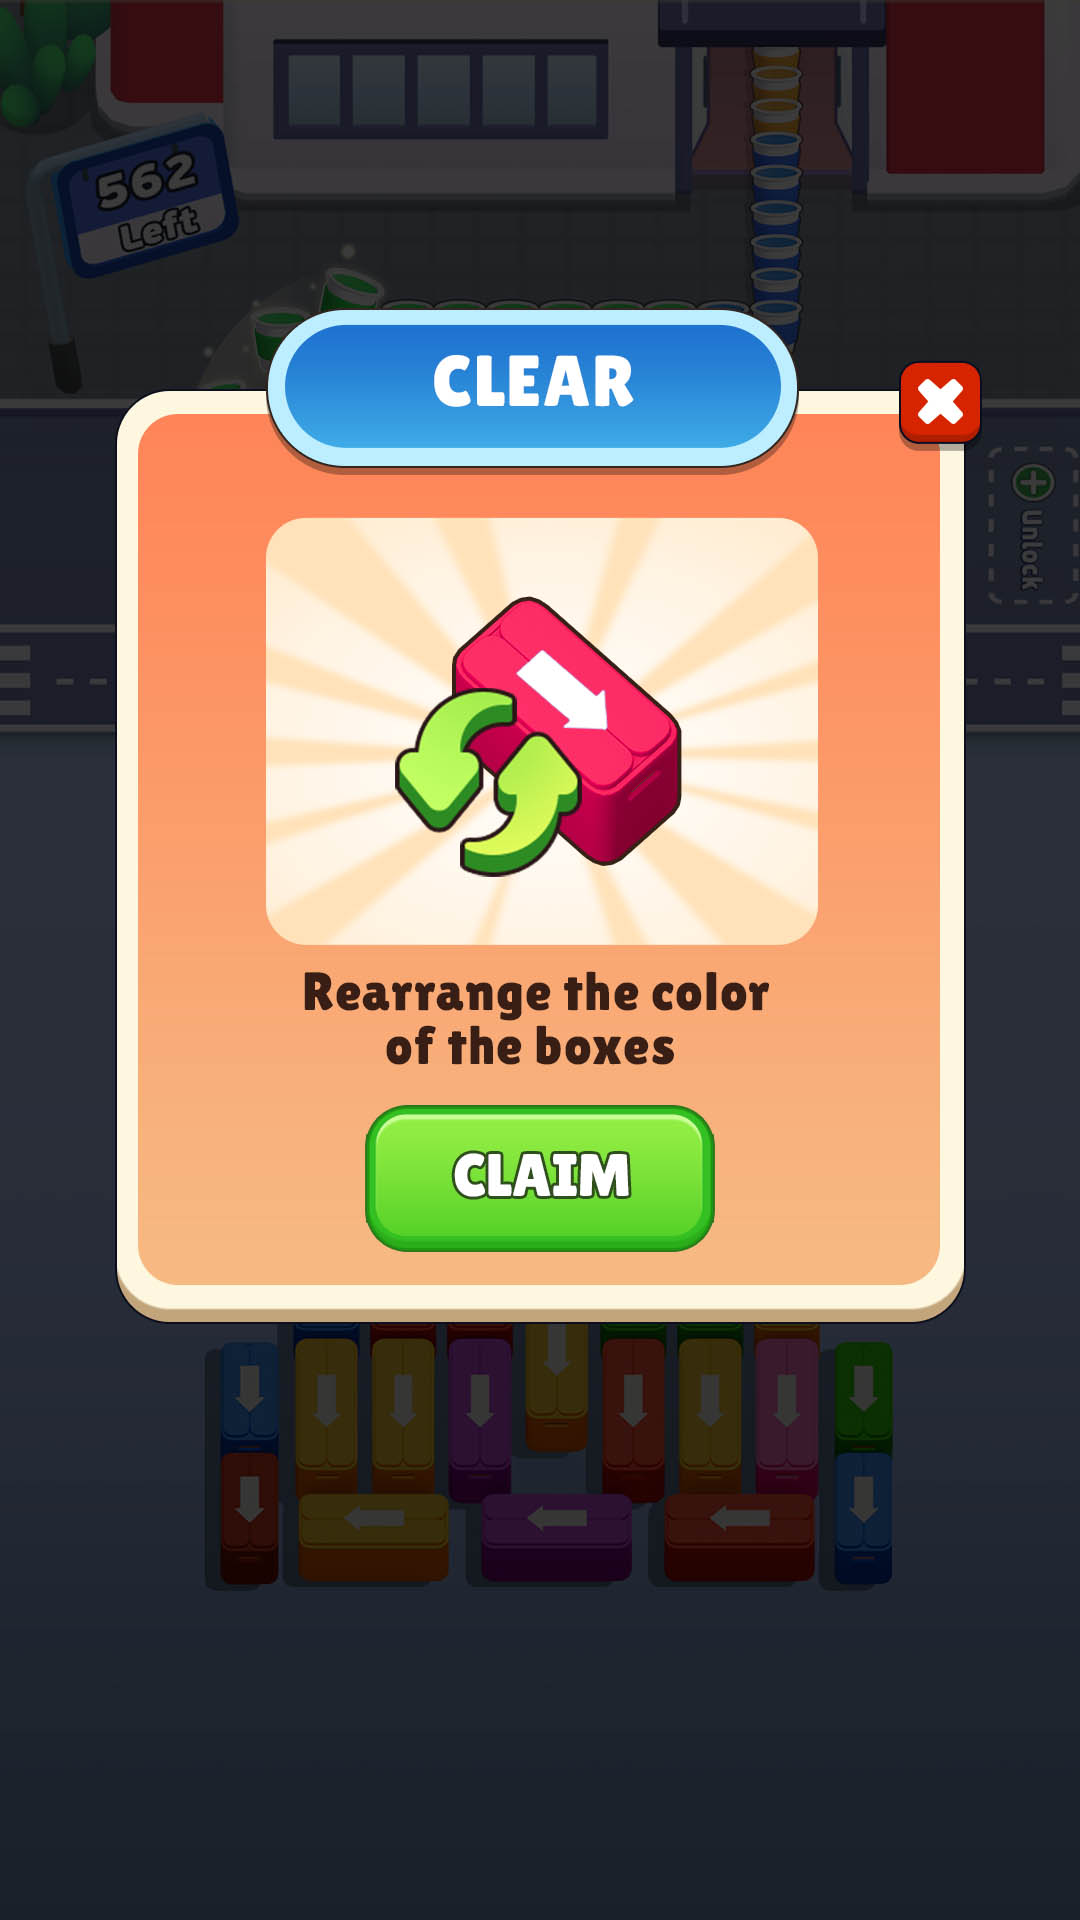 562
Left
CLEAR
Unlock
Rearrange the color
of the boxes
CLAIM